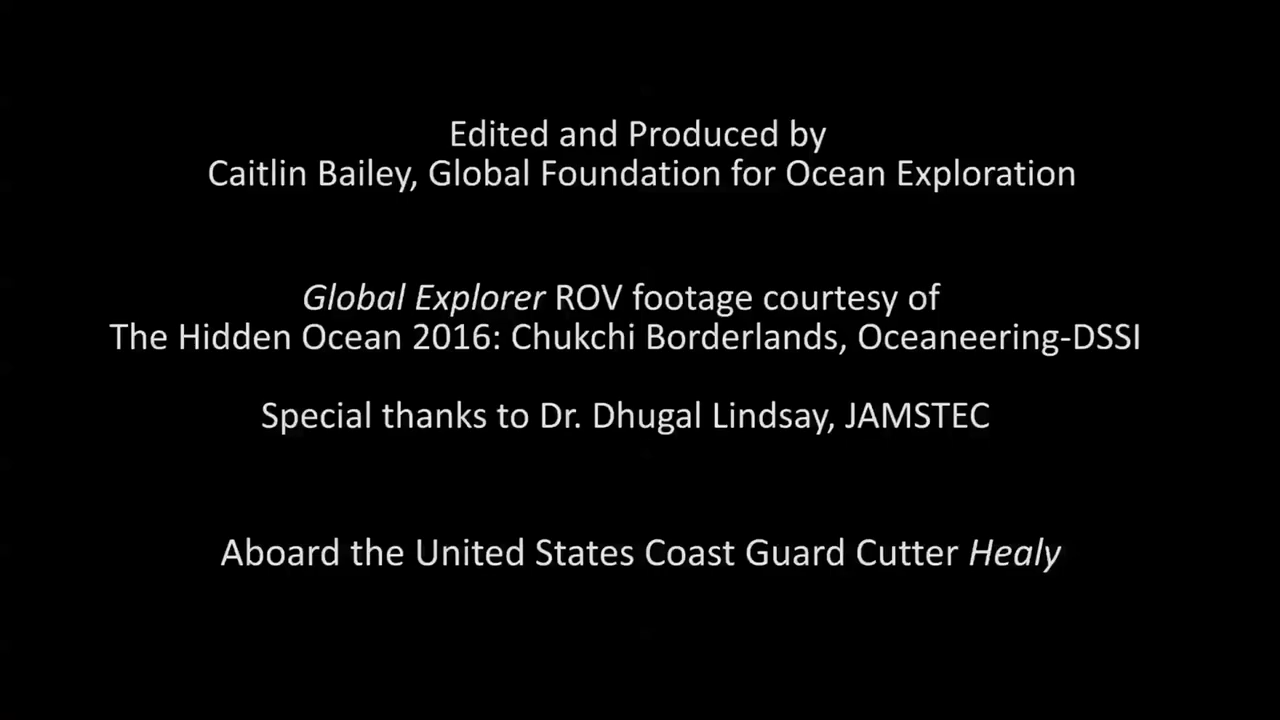 Edited and Produced by
Caitlin Bailey, Global Foundation for Ocean Exploration
Global Explorer ROV footage courtesy of
The Hidden Ocean 2016: Chukchi Borderlands, Oceaneering-DSSI
Special thanks to Dr. Dhugal Lindsay, JAMSTEC
Aboard the United States Coast Guard Cutter Healy